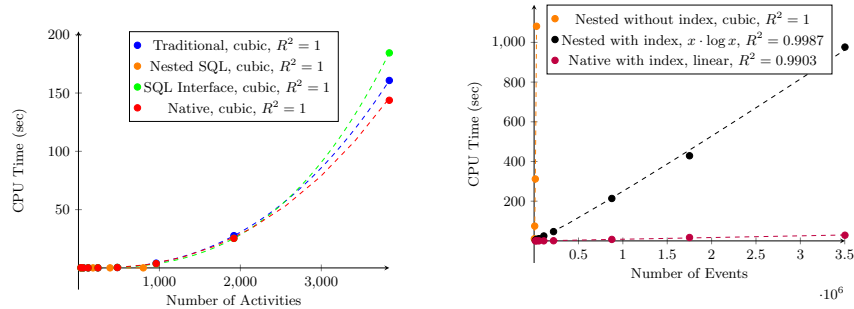 200
150
100
50
1,000
2,000
3,000
Number of Activities
CPU Time (sec)
Traditional, cubic, R² = 1
Nested SQL, cubic, R² = 1
SQL Interface, cubic, R² = 1
Native, cubic, R² = 1
1,000
800
600
400
200
0.5
1
1.5
2
2.5
3
3.5
Number of Events
·10⁶
CPU Time (sec)
Nested without index, cubic, R² = 1
Nested with index, x · log x, R² = 0.9987
Native with index, linear, R² = 0.9903